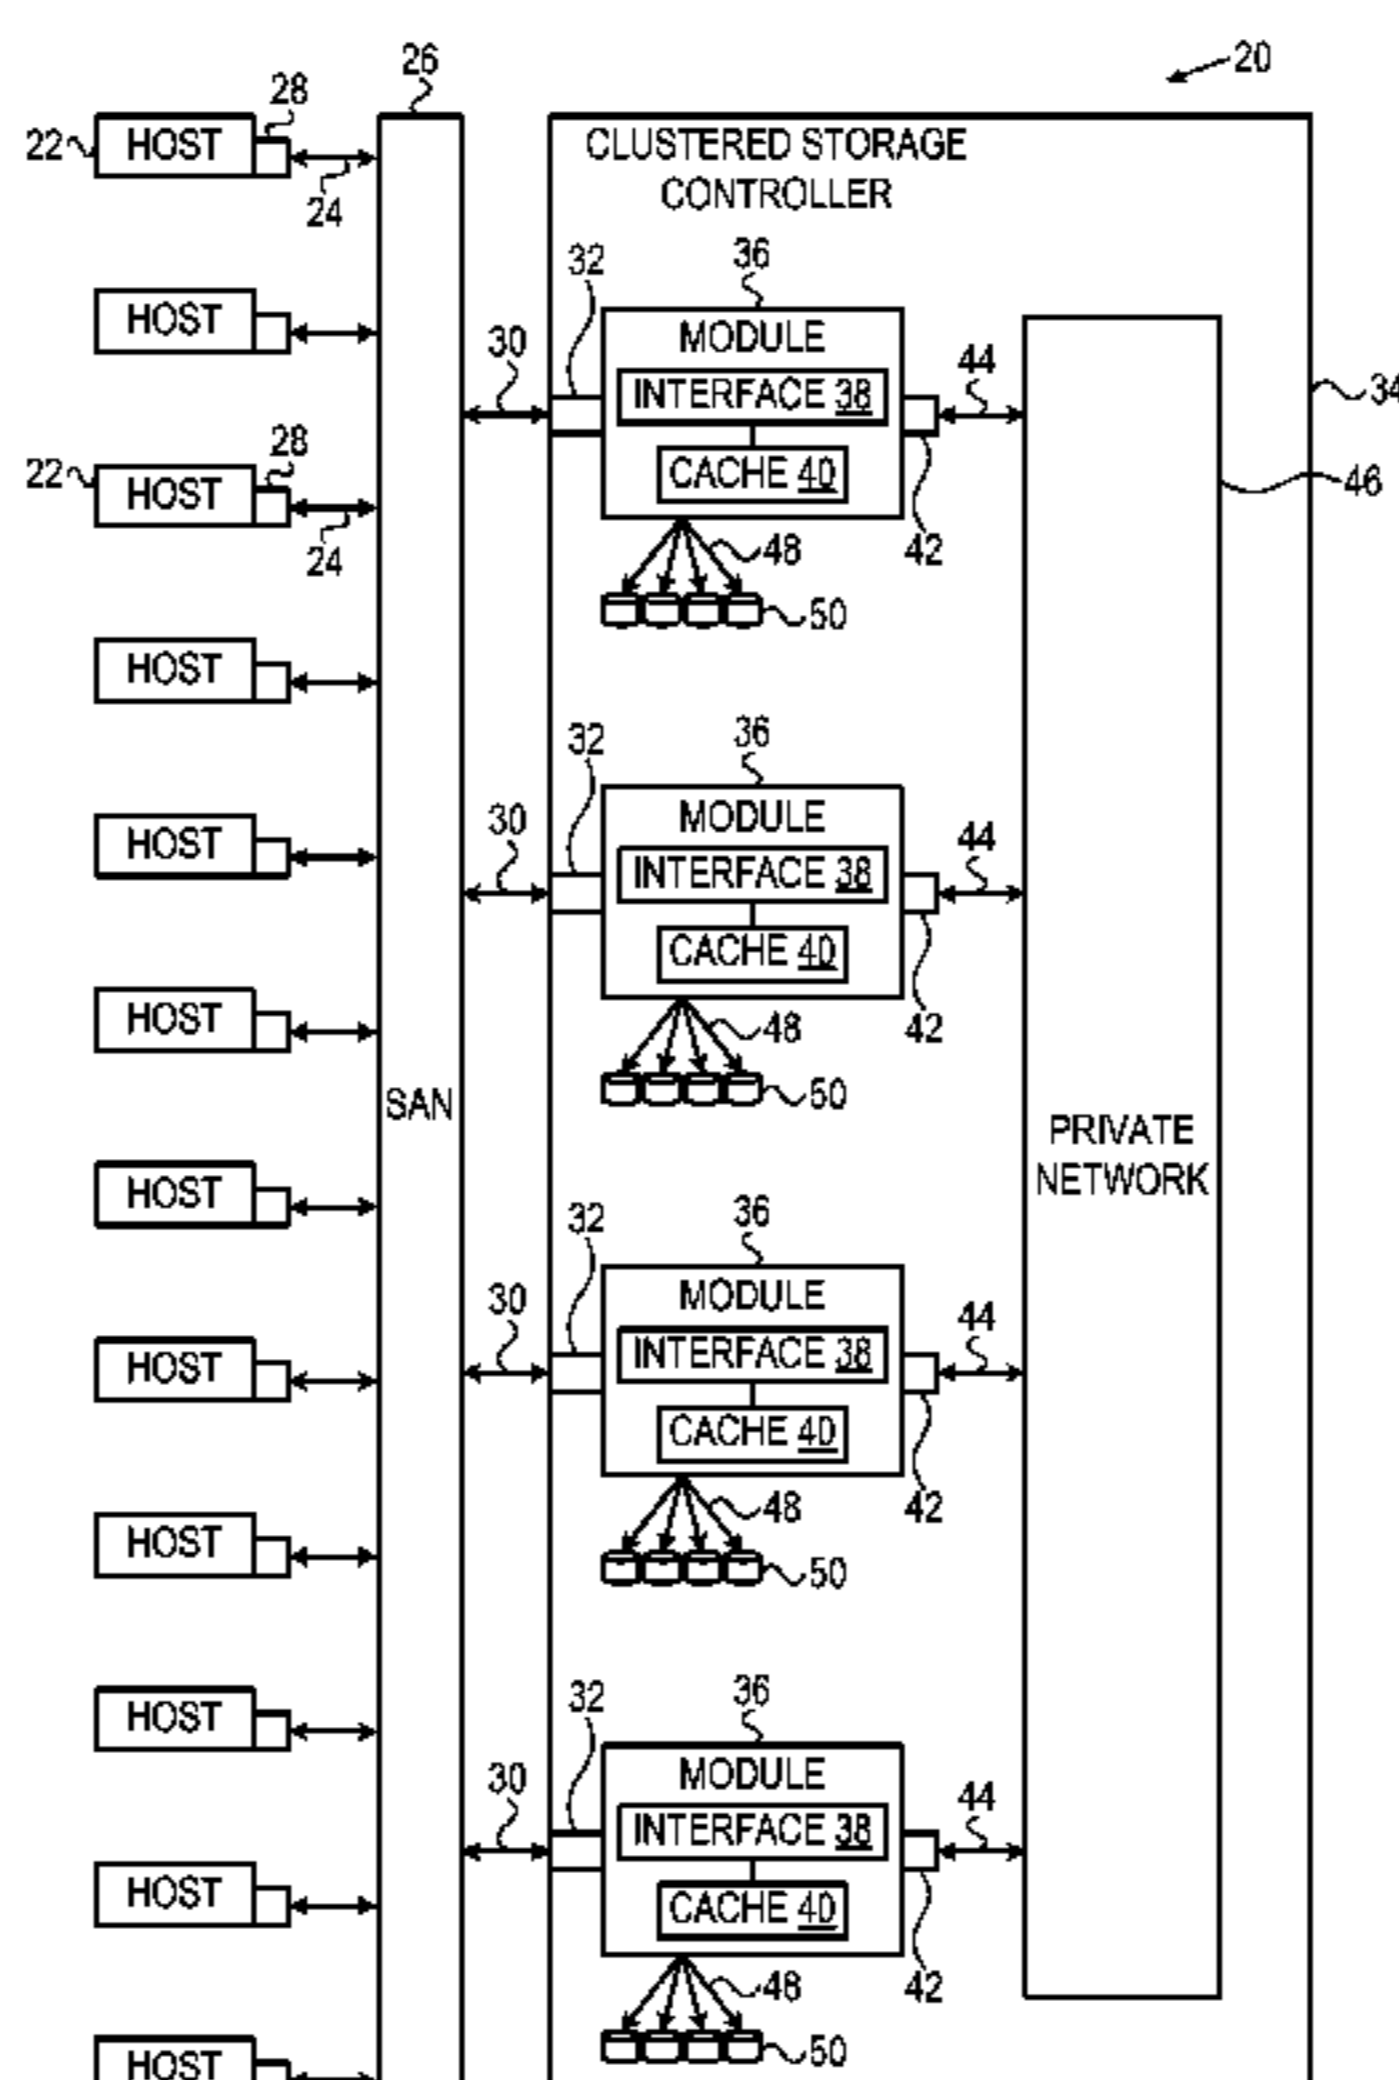 20
26
28
22 HOST
24
CLUSTERED STORAGE
CONTROLLER
HOST
32
36
MODULE
30
INTERFACE 38
44
34
28
22 HOST
CACHE 40
46
24
48
42
50
HOST
32
36
MODULE
30
44
HOST
INTERFACE 38
CACHE 40
HOST
48
42
50
SAN
PRIVATE
NETWORK
HOST
32
36
MODULE
30
44
HOST
INTERFACE 38
CACHE 40
48
42
HOST
50
32
36
HOST
MODULE
30
44
INTERFACE 38
HOST
CACHE 40
48
42
50
HOST